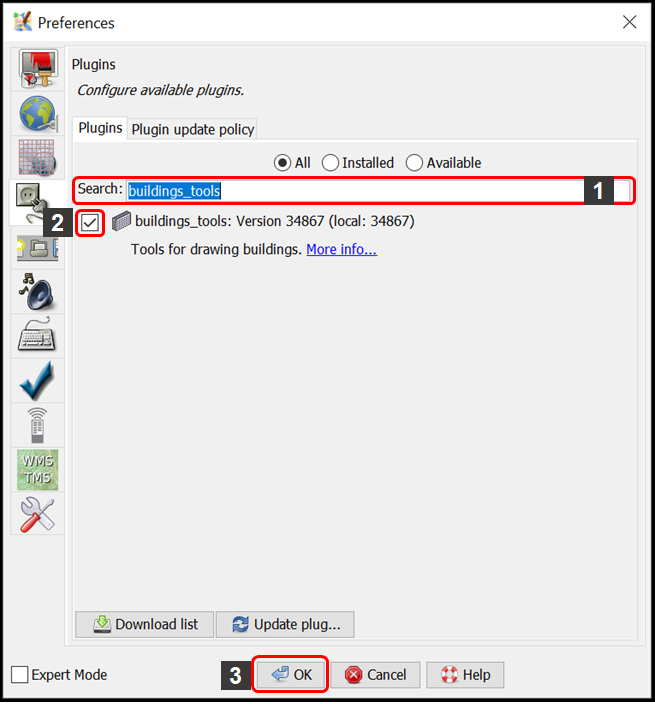 Preferences
Plugins
Configure available plugins.
Plugins Plugin update policy
All Installed Available
Search: buildings_tools 1
2 buildings_tools: Version 34867 (local: 34867)
Tools for drawing buildings. More info...
WMS
TMS
Download list Update plug...
Expert Mode 3 OK Cancel Help